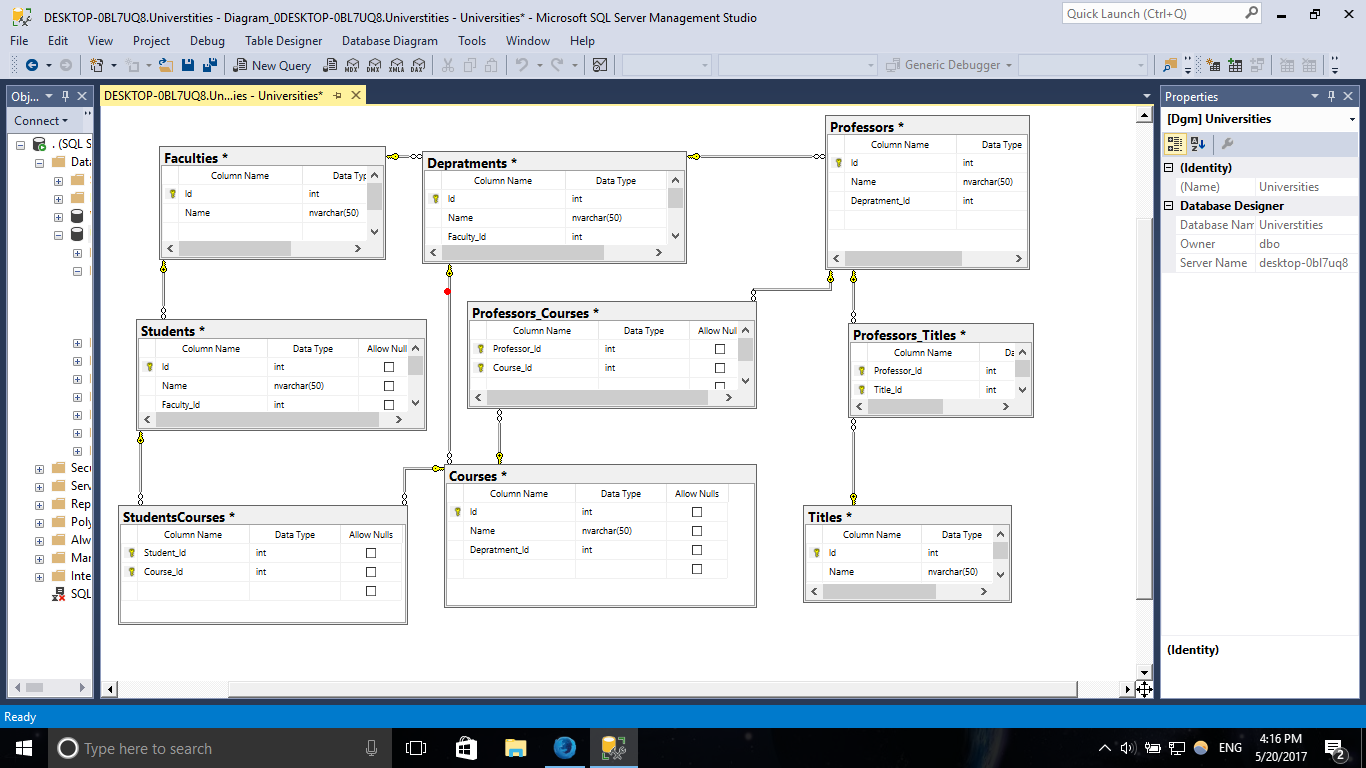 DESKTOP-0BL7UQ8.Universtities - Diagram_0DESKTOP-0BL7UQ8.Universtities - Universities* - Microsoft SQL Server Management Studio
Quick Launch (Ctrl+Q)
File Edit View Project Debug Table Designer Database Diagram Tools Window Help
New Query MDX DMX XMLA DAX Generic Debugger
Obj... DESKTOP-0BL7UQ8.Un...ies - Universities* Properties
Connect
. (SQL S
Data
Secu
Serv
Rep
Poly
Alw
Mar
Inte
SQL
Faculties *
Column Name Data Typ
Id int
Name nvarchar(50)
Depratments *
Column Name Data Type
Id int
Name nvarchar(50)
Faculty_Id int
Professors *
Column Name Data Type
Id int
Name nvarchar(50)
Depratment_Id int
Students *
Column Name Data Type Allow Null
Id int
Name nvarchar(50)
Faculty_Id int
Professors_Courses *
Column Name Data Type Allow Null
Professor_Id int
Course_Id int
Professors_Titles *
Column Name Da
Professor_Id int
Title_Id int
StudentsCourses *
Column Name Data Type Allow Nulls
Student_Id int
Course_Id int
Courses *
Column Name Data Type Allow Nulls
Id int
Name nvarchar(50)
Depratment_Id int
Titles *
Column Name Data Type
Id int
Name nvarchar(50)
[Dgm] Universities
(Identity)
(Name) Universities
Database Designer
Database Nam Universtities
Owner dbo
Server Name desktop-0bl7uq8
(Identity)
Ready
Type here to search
ENG
4:16 PM
5/20/2017
2